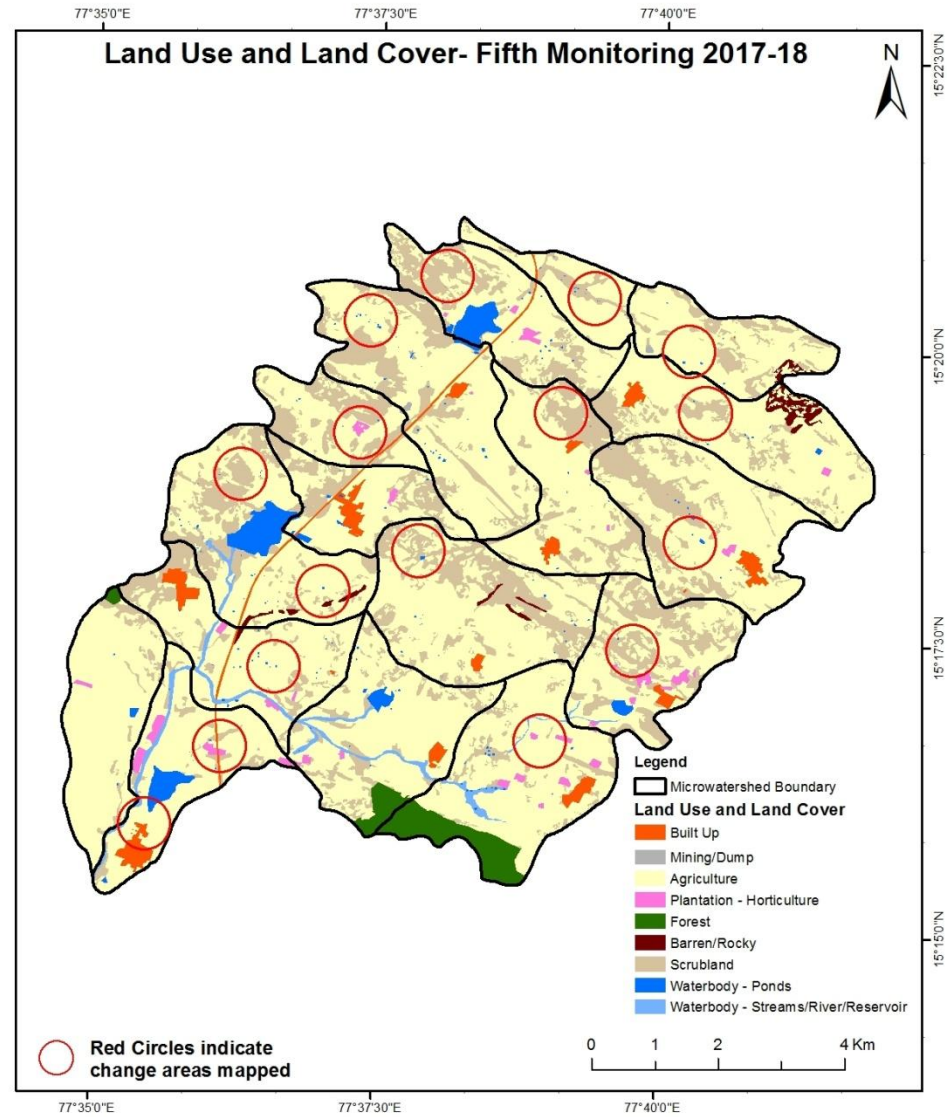 77°35'0"E
77°37'30"E
77°40'0"E
Land Use and Land Cover- Fifth Monitoring 2017-18
N
15°22'30"N
15°20'0"N
15°17'30"N
15°15'0"N
Legend
Microwatershed Boundary
Land Use and Land Cover
Built Up
Mining/Dump
Agriculture
Plantation - Horticulture
Forest
Barren/Rocky
Scrubland
Waterbody - Ponds
Waterbody - Streams/River/Reservoir
Red Circles indicate
change areas mapped
0 1 2 4 Km
77°35'0"E
77°37'30"E
77°40'0"E